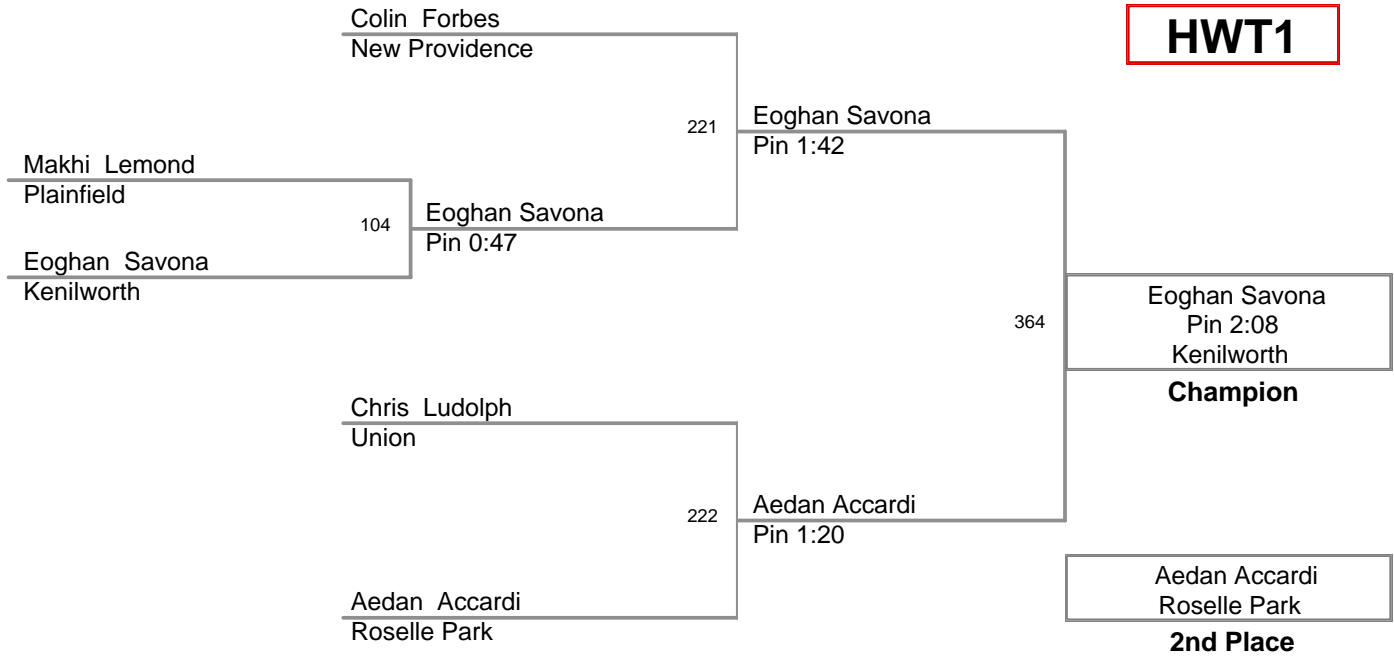 Colin Forbes
New Providence
HWT1
221
Eoghan Savona
Pin 1:42
Makhi Lemond
Plainfield
104
Eoghan Savona
Pin 0:47
Eoghan Savona
Kenilworth
364
Eoghan Savona
Pin 2:08
Kenilworth
Champion
Chris Ludolph
Union
222
Aedan Accardi
Pin 1:20
Aedan Accardi
Roselle Park
Aedan Accardi
Roselle Park
2nd Place